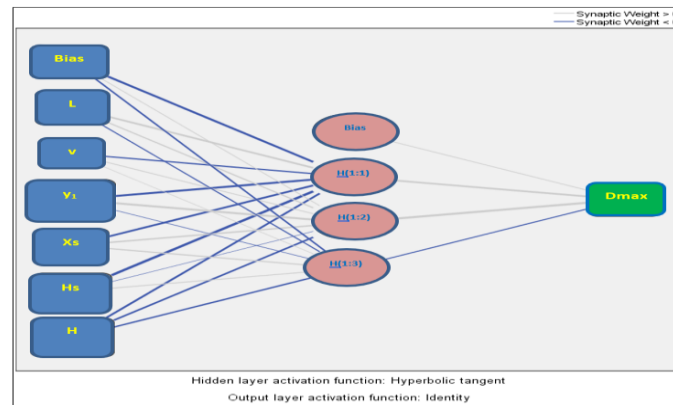 Synaptic Weight >
Synaptic Weight <
Bias
L
v
y₁
Xs
Hs
H
Bias
H(1:1)
H(1:2)
H(1:3)
Dmax
Hidden layer activation function: Hyperbolic tangent
Output layer activation function: Identity